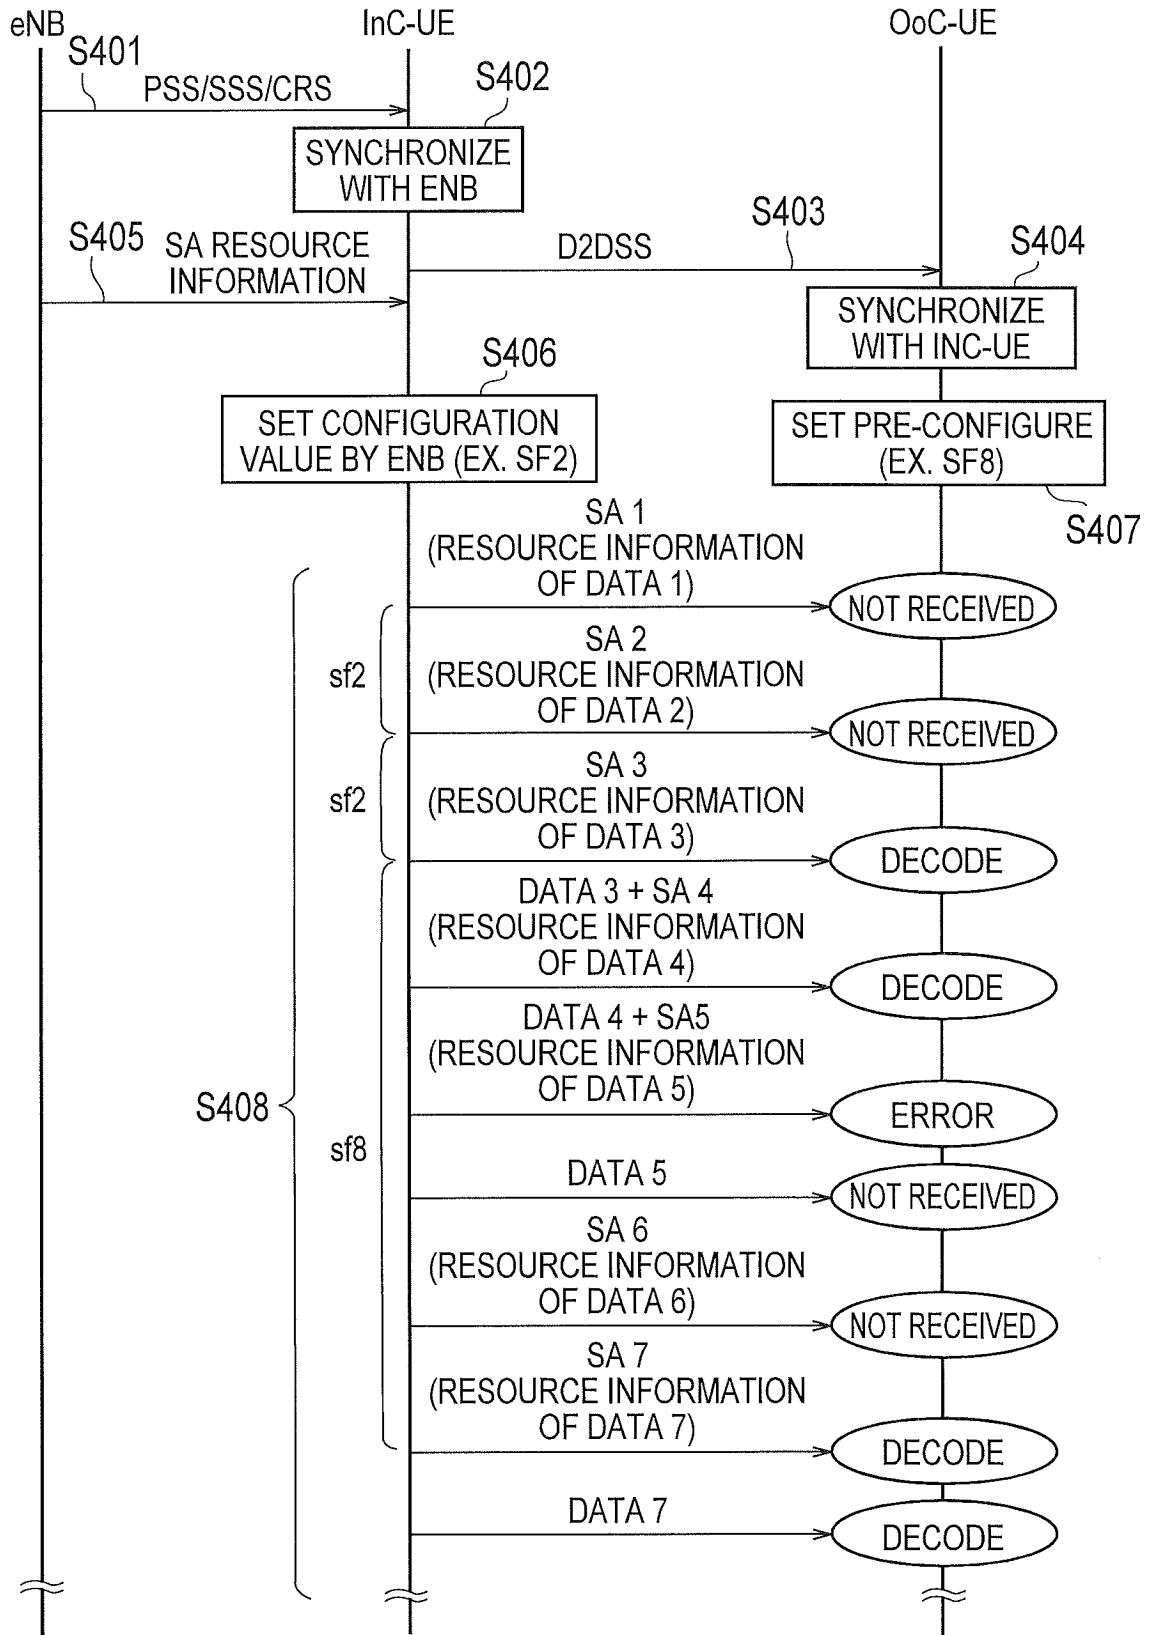 eNB
InC-UE
OoC-UE
S401
PSS/SSS/CRS
S402
SYNCHRONIZE
WITH ENB
S403
D2DSS
S404
SYNCHRONIZE
WITH INC-UE
S405
SA RESOURCE
INFORMATION
S406
SET CONFIGURATION
VALUE BY ENB (EX. SF2)
SET PRE-CONFIGURE
(EX. SF8)
S407
SA 1
(RESOURCE INFORMATION
OF DATA 1)
NOT RECEIVED
sf2
SA 2
(RESOURCE INFORMATION
OF DATA 2)
NOT RECEIVED
sf2
SA 3
(RESOURCE INFORMATION
OF DATA 3)
DECODE
DATA 3 + SA 4
(RESOURCE INFORMATION
OF DATA 4)
DECODE
DATA 4 + SA5
(RESOURCE INFORMATION
OF DATA 5)
ERROR
S408
sf8
DATA 5
NOT RECEIVED
SA 6
(RESOURCE INFORMATION
OF DATA 6)
NOT RECEIVED
SA 7
(RESOURCE INFORMATION
OF DATA 7)
DECODE
DATA 7
DECODE